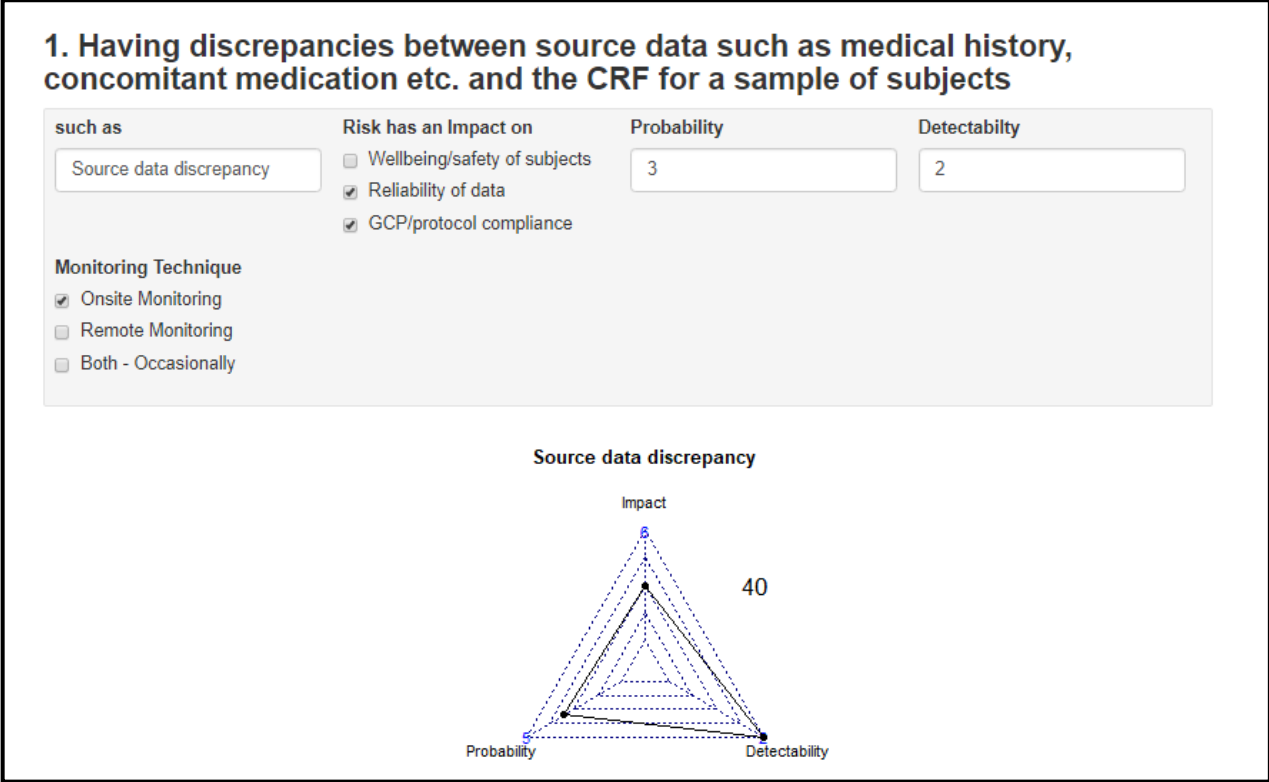 1. Having discrepancies between source data such as medical history,
concomitant medication etc. and the CRF for a sample of subjects
such as
Source data discrepancy
Risk has an Impact on
Wellbeing/safety of subjects
Reliability of data
GCP/protocol compliance
Probability
3
Detectabilty
2
Monitoring Technique
Onsite Monitoring
Remote Monitoring
Both - Occasionally
Source data discrepancy
Impact
6
40
5
2
Probability
Detectability